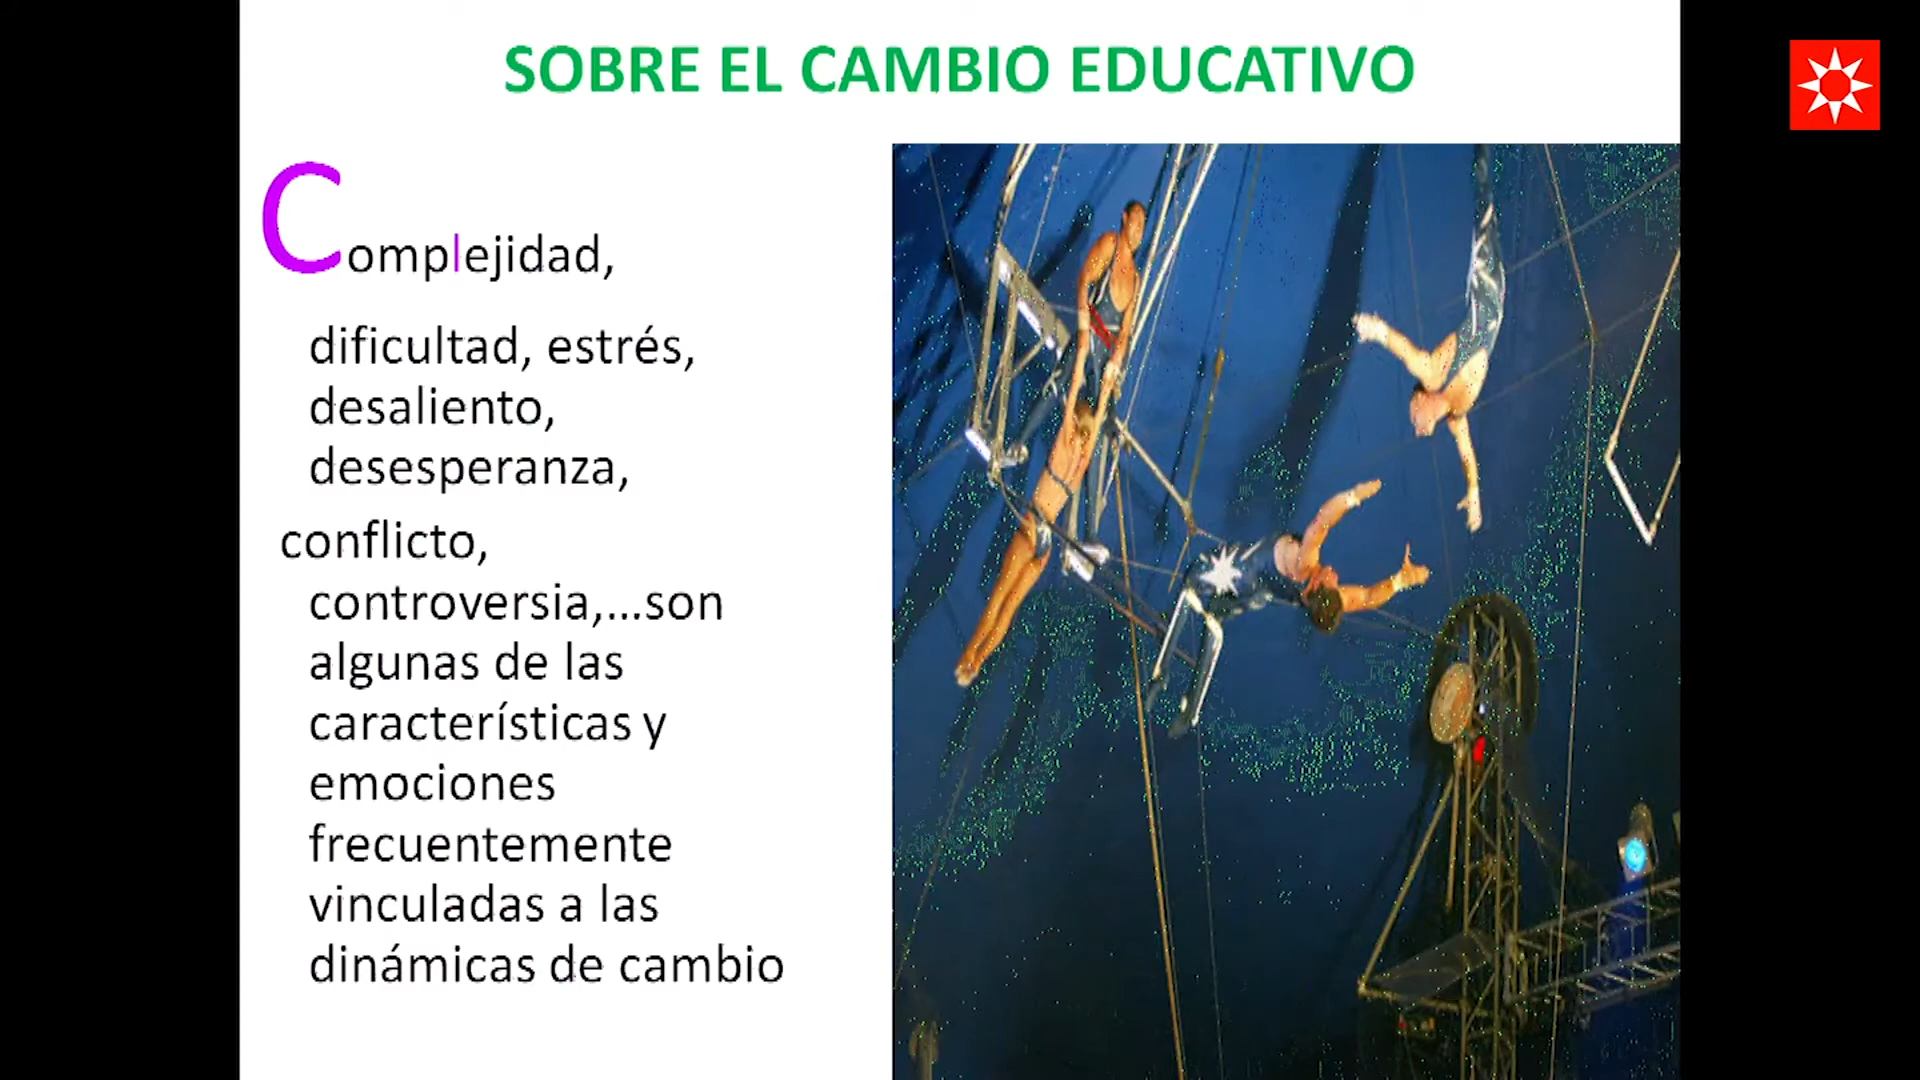 SOBRE EL CAMBIO EDUCATIVO
Complejidad,
dificultad, estrés,
desaliento,
desesperanza,
conflicto,
controversia,...son
algunas de las
características y
emociones
frecuentemente
vinculadas a las
dinámicas de cambio